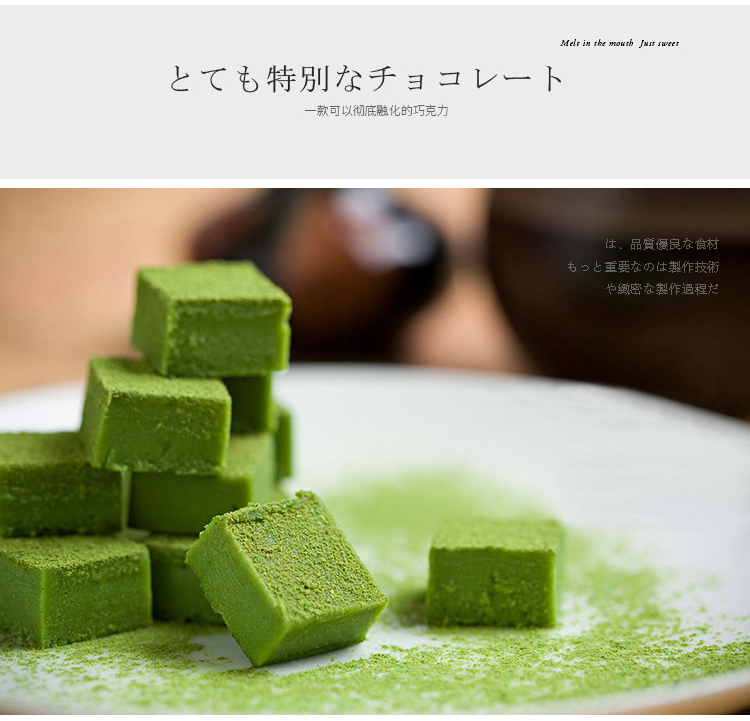 Melt in the mouth Just sweet
とても特別なチョコレート
一款可以彻底融化的巧克力
は、品質優良な食材
もっと重要なのは製作技術
や緻密な製作過程だ